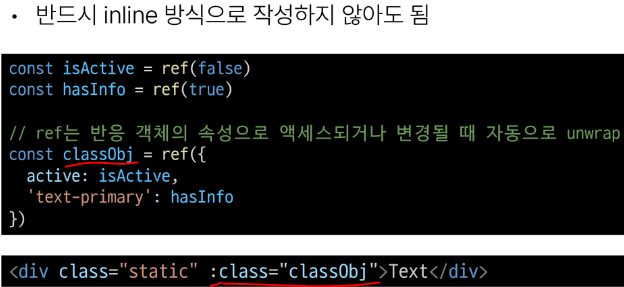 • 반드시 inline 방식으로 작성하지 않아도 됨
const isActive = ref(false)
const hasInfo = ref(true)
// ref는 반응 객체의 속성으로 액세스되거나 변경될 때 자동으로 unwrap
const classObj = ref({
  active: isActive,
  'text-primary': hasInfo
})
<div class="static" :class="classObj">Text</div>